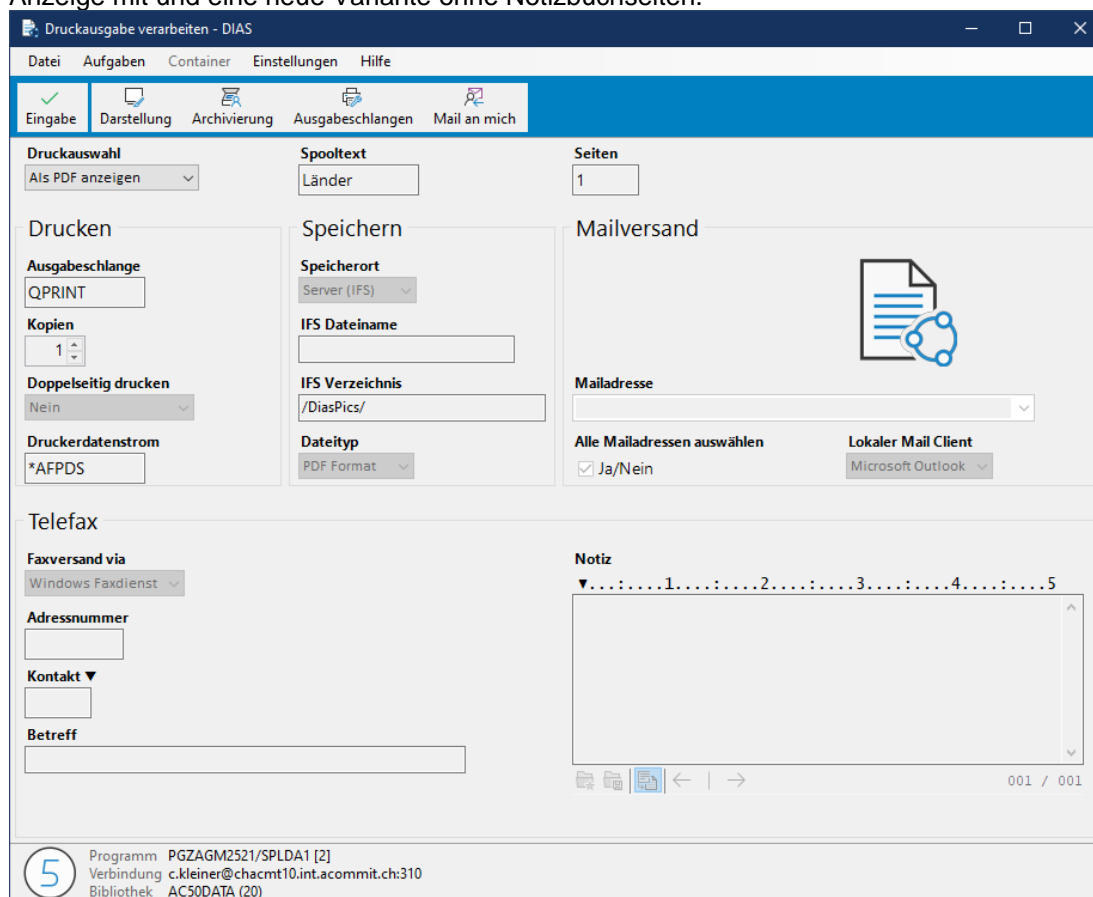 Anzeige mit und eine neue Variante ohne Notizbuchseiten.
Druckausgabe verarbeiten - DIAS
Datei Aufgaben Container Einstellungen Hilfe
Eingabe Darstellung Archivierung Ausgabeschlangen Mail an mich
Druckauswahl Spooltext Seiten
Als PDF anzeigen Länder 1
Drucken Speichern Mailversand
Ausgabeschlange Speicherort
QPRINT Server (IFS)
Kopien IFS Dateiname
1
Doppelseitig drucken IFS Verzeichnis Mailadresse
Nein /DiasPics/
Druckerdatenstrom Dateityp Alle Mailadressen auswählen Lokaler Mail Client
*AFPDS PDF Format Ja/Nein Microsoft Outlook
Telefax
Faxversand via Notiz
Windows Faxdienst ▼...:....1....:....2....:....3....:....4....:....5
Adressnummer
Kontakt ▼
Betreff
001 / 001
5
Programm PGZAGM2521/SPLDA1 [2]
Verbindung c.kleiner@chacmt10.int.acommit.ch:310
Bibliothek AC50DATA (20)